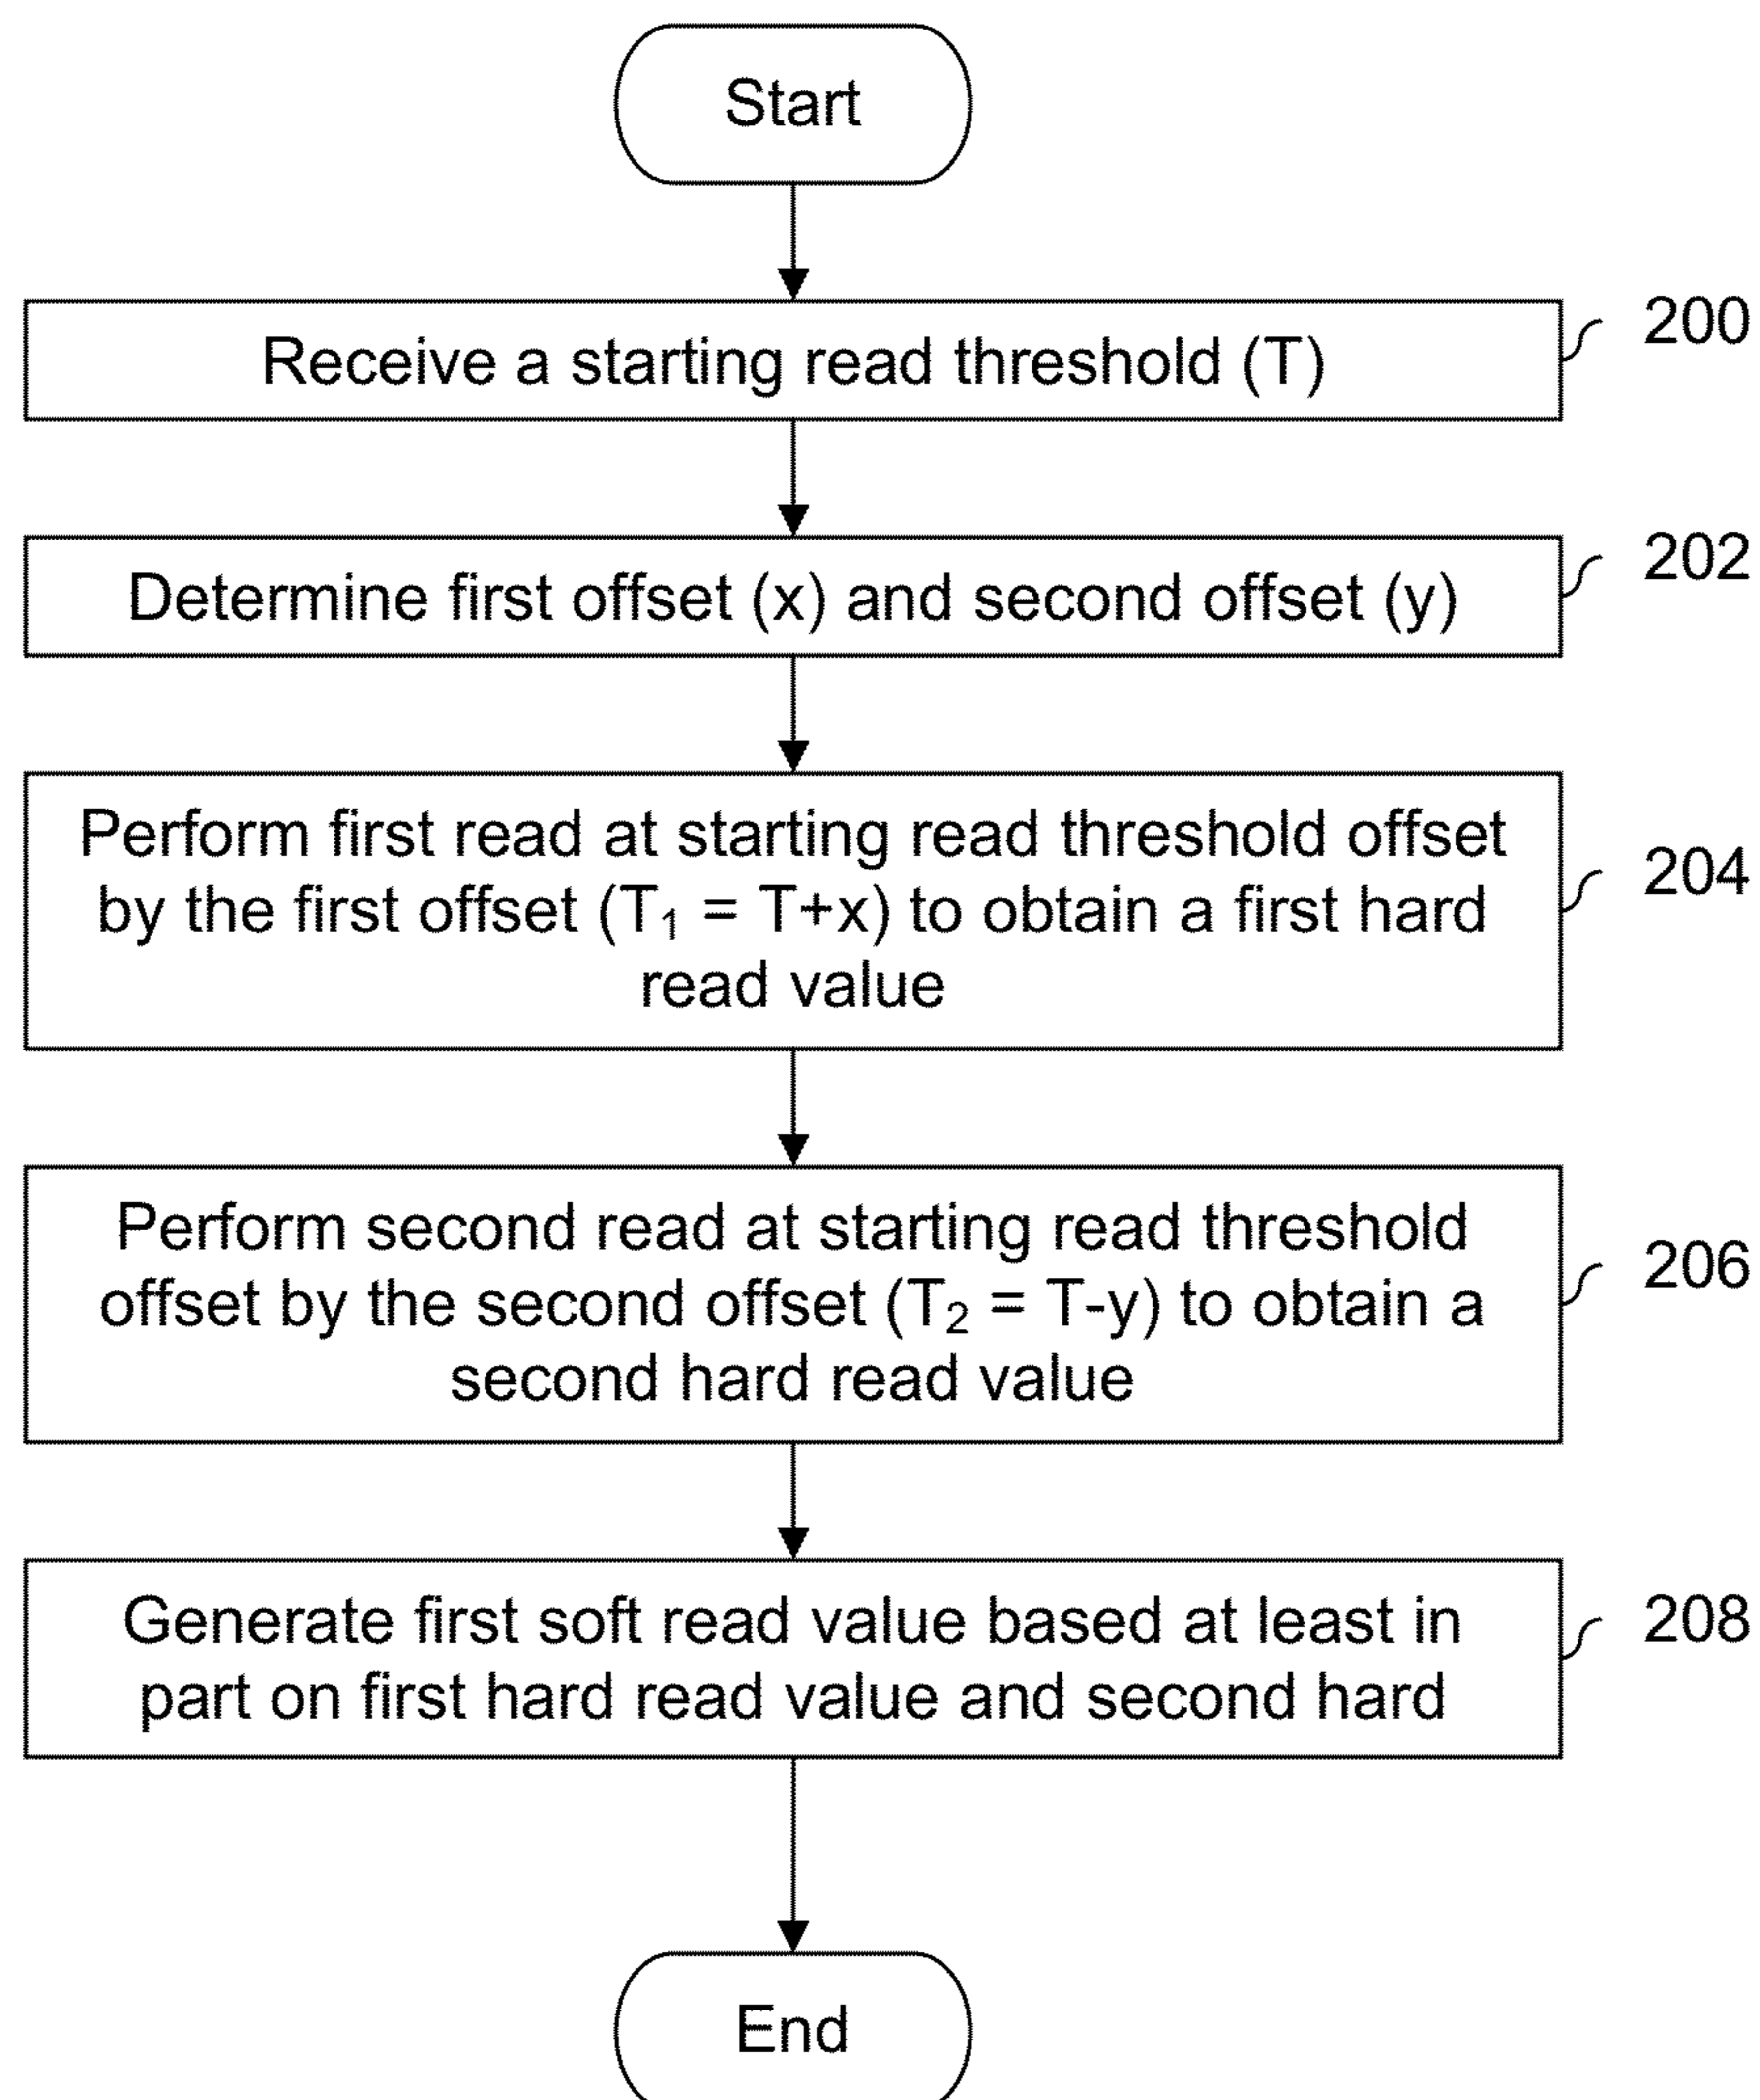 Start
Receive a starting read threshold (T)
200
Determine first offset (x) and second offset (y)
202
Perform first read at starting read threshold offset
by the first offset (T₁ = T+x) to obtain a first hard
read value
204
Perform second read at starting read threshold
offset by the second offset (T₂ = T-y) to obtain a
second hard read value
206
Generate first soft read value based at least in
part on first hard read value and second hard
208
End